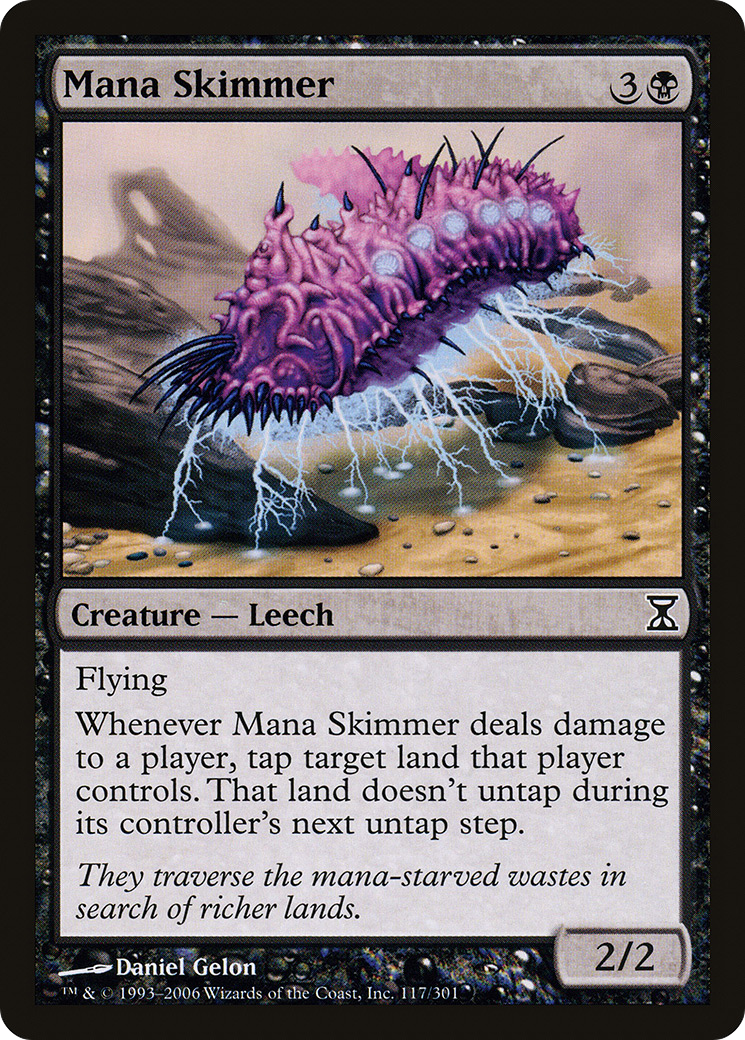 Mana Skimmer 3
Creature — Leech
Flying
Whenever Mana Skimmer deals damage
to a player, tap target land that player
controls. That land doesn't untap during
its controller's next untap step.
They traverse the mana-starved wastes in
search of richer lands.
2/2
Daniel Gelon
™ & © 1993–2006 Wizards of the Coast, Inc. 117/301